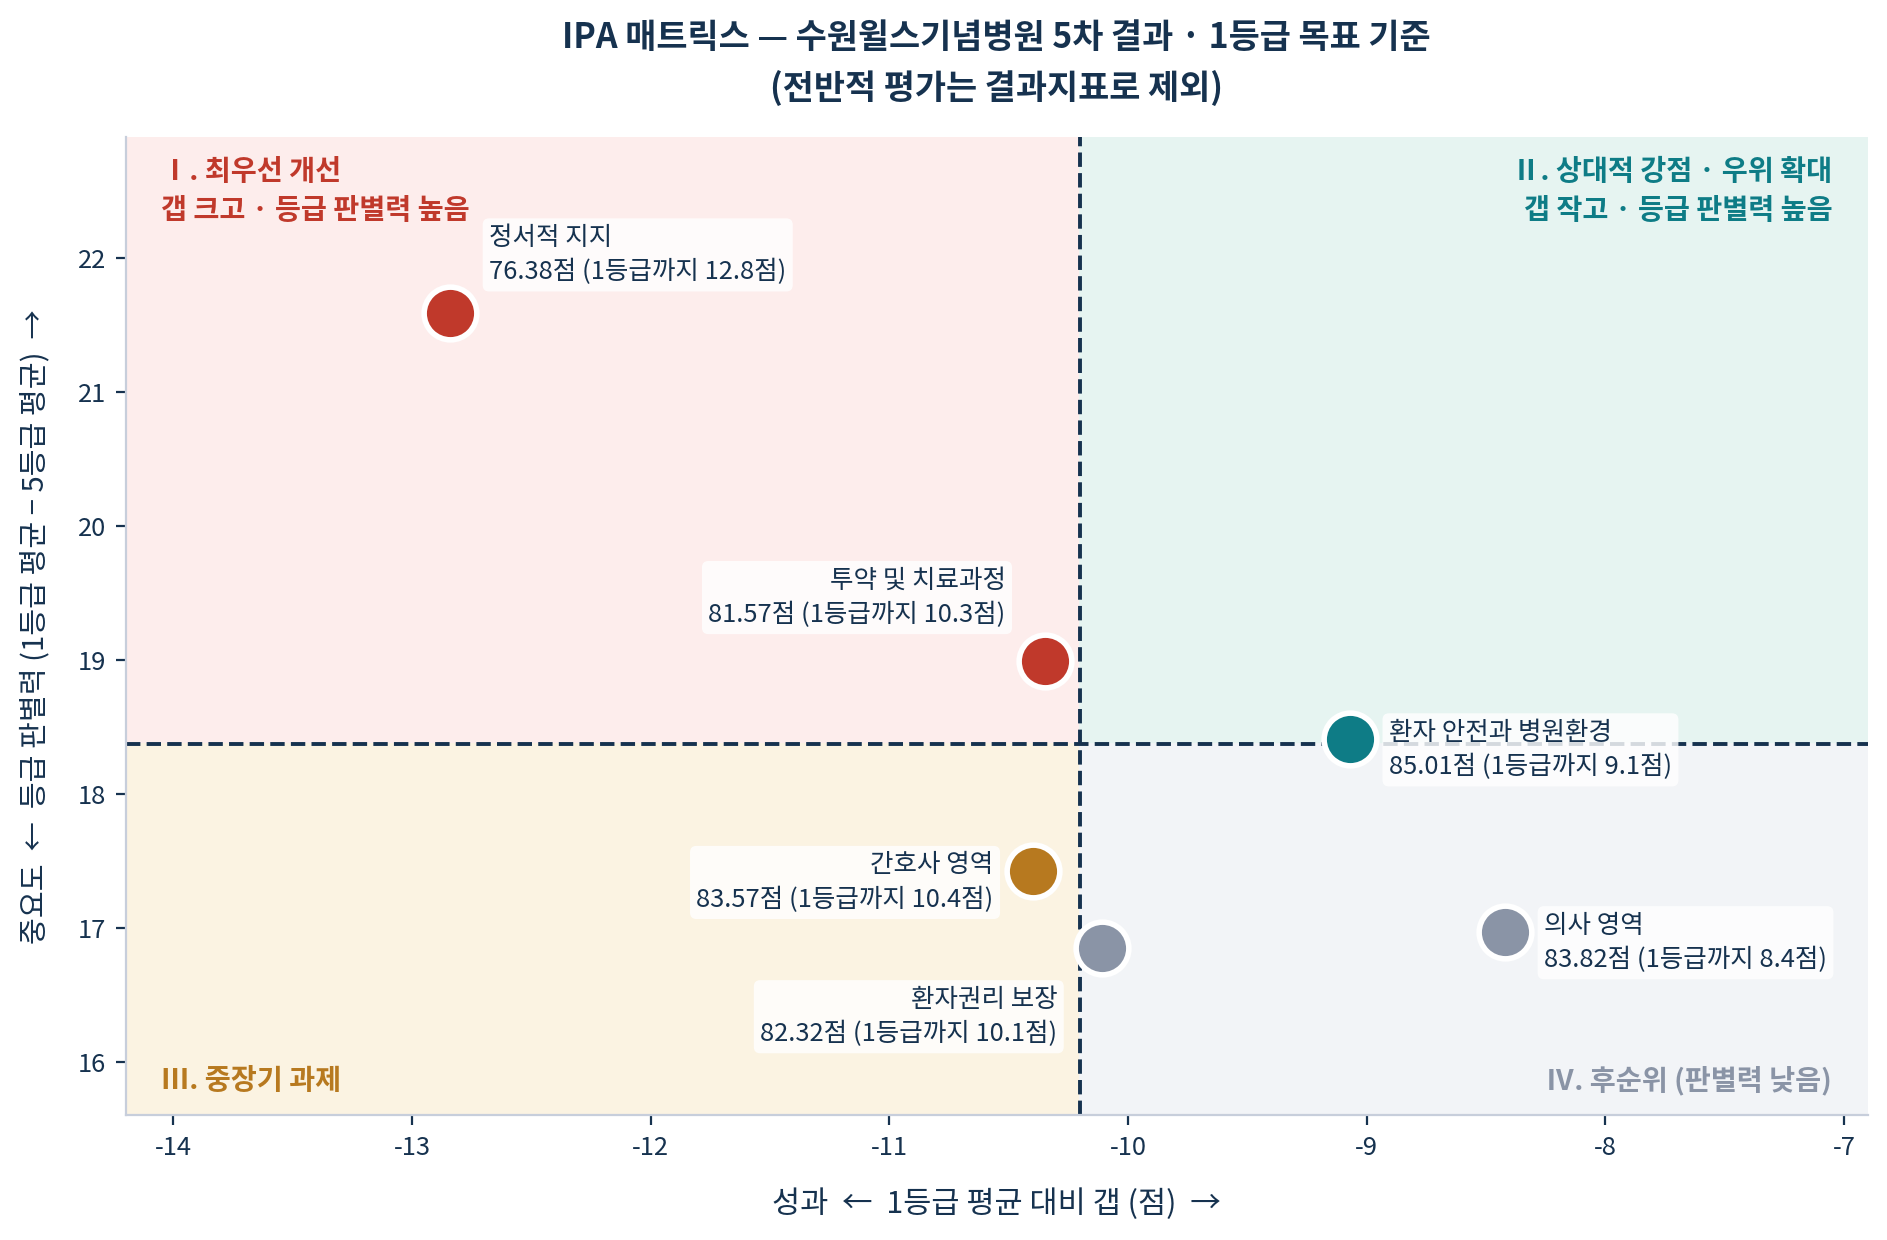 IPA 매트릭스 — 수원윌스기념병원 5차 결과 · 1등급 목표 기준
(전반적 평가는 결과지표로 제외)
Ⅰ. 최우선 개선
갭 크고 · 등급 판별력 높음
Ⅱ. 상대적 강점 · 우위 확대
갭 작고 · 등급 판별력 높음
정서적 지지
76.38점 (1등급까지 12.8점)
투약 및 치료과정
81.57점 (1등급까지 10.3점)
환자 안전과 병원환경
85.01점 (1등급까지 9.1점)
간호사 영역
83.57점 (1등급까지 10.4점)
의사 영역
83.82점 (1등급까지 8.4점)
환자권리 보장
82.32점 (1등급까지 10.1점)
Ⅲ. 중장기 과제
Ⅳ. 후순위 (판별력 낮음)
22
21
20
19
18
17
16
중요도 ← 등급 판별력 (1등급 평균 − 5등급 평균) →
-14
-13
-12
-11
-10
-9
-8
-7
성과 ← 1등급 평균 대비 갭 (점) →